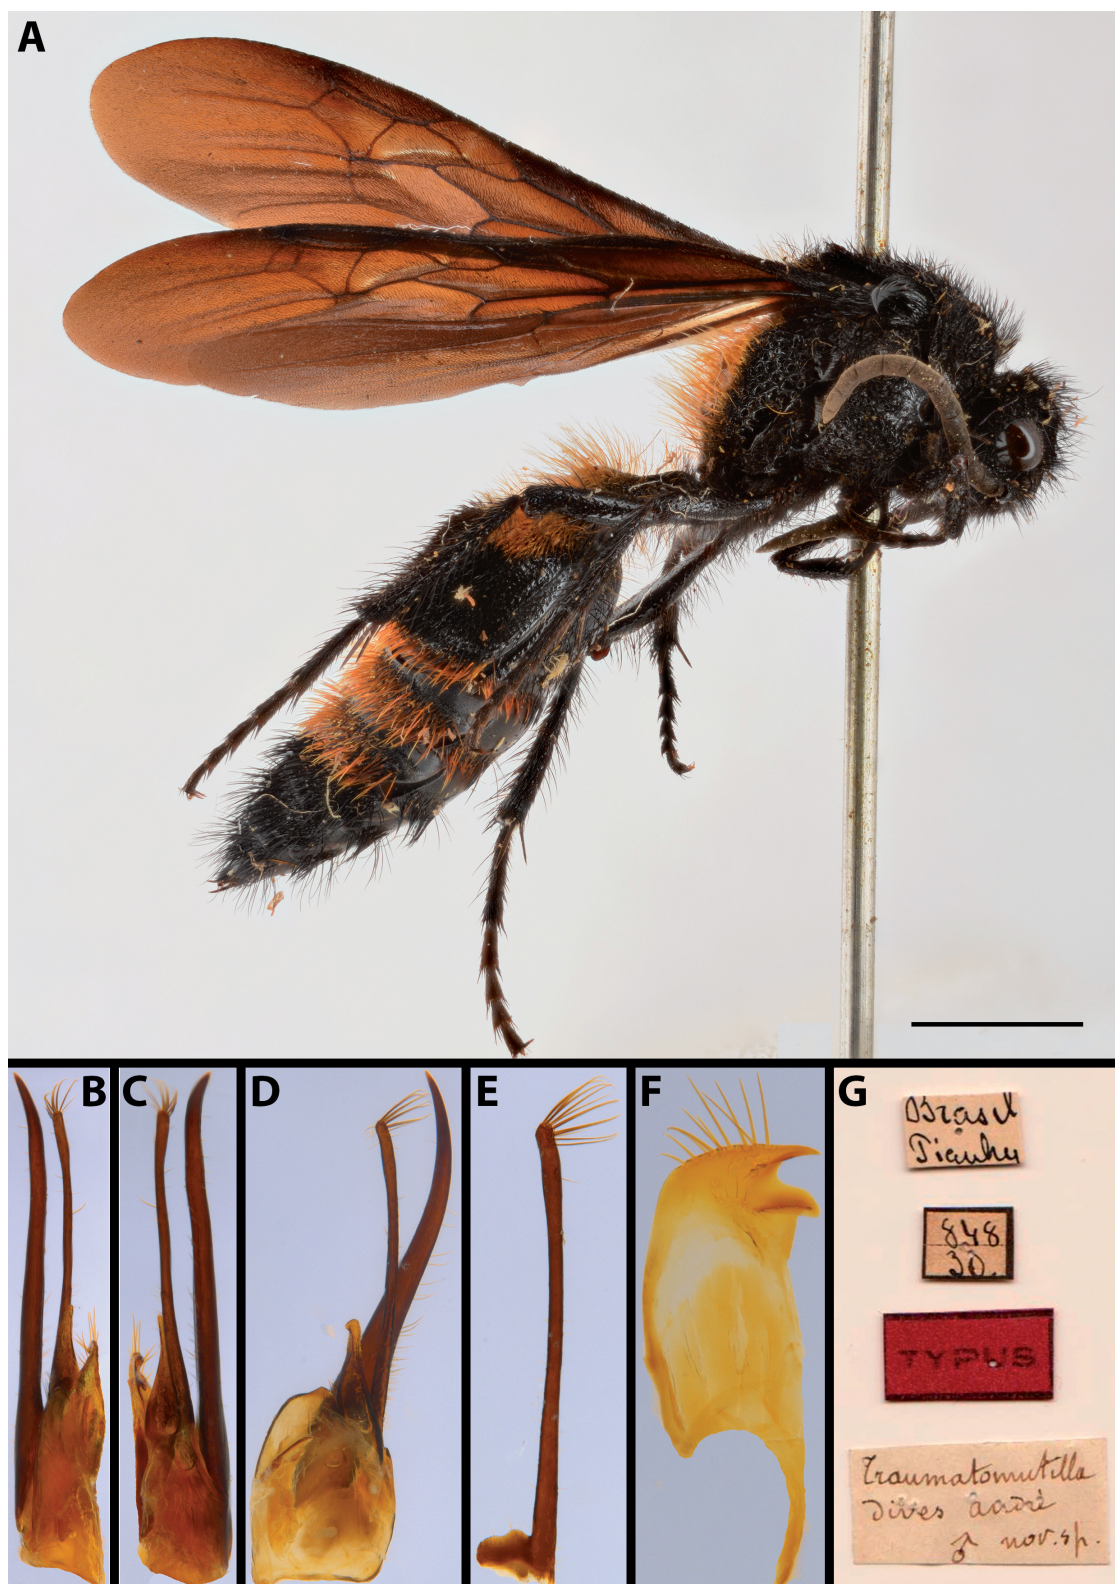 A
B
C
D
E
F
G
Brasil
Piauhy
848
30.
TYPUS
Traumatomutilla
dives André
♂ nov. sp.